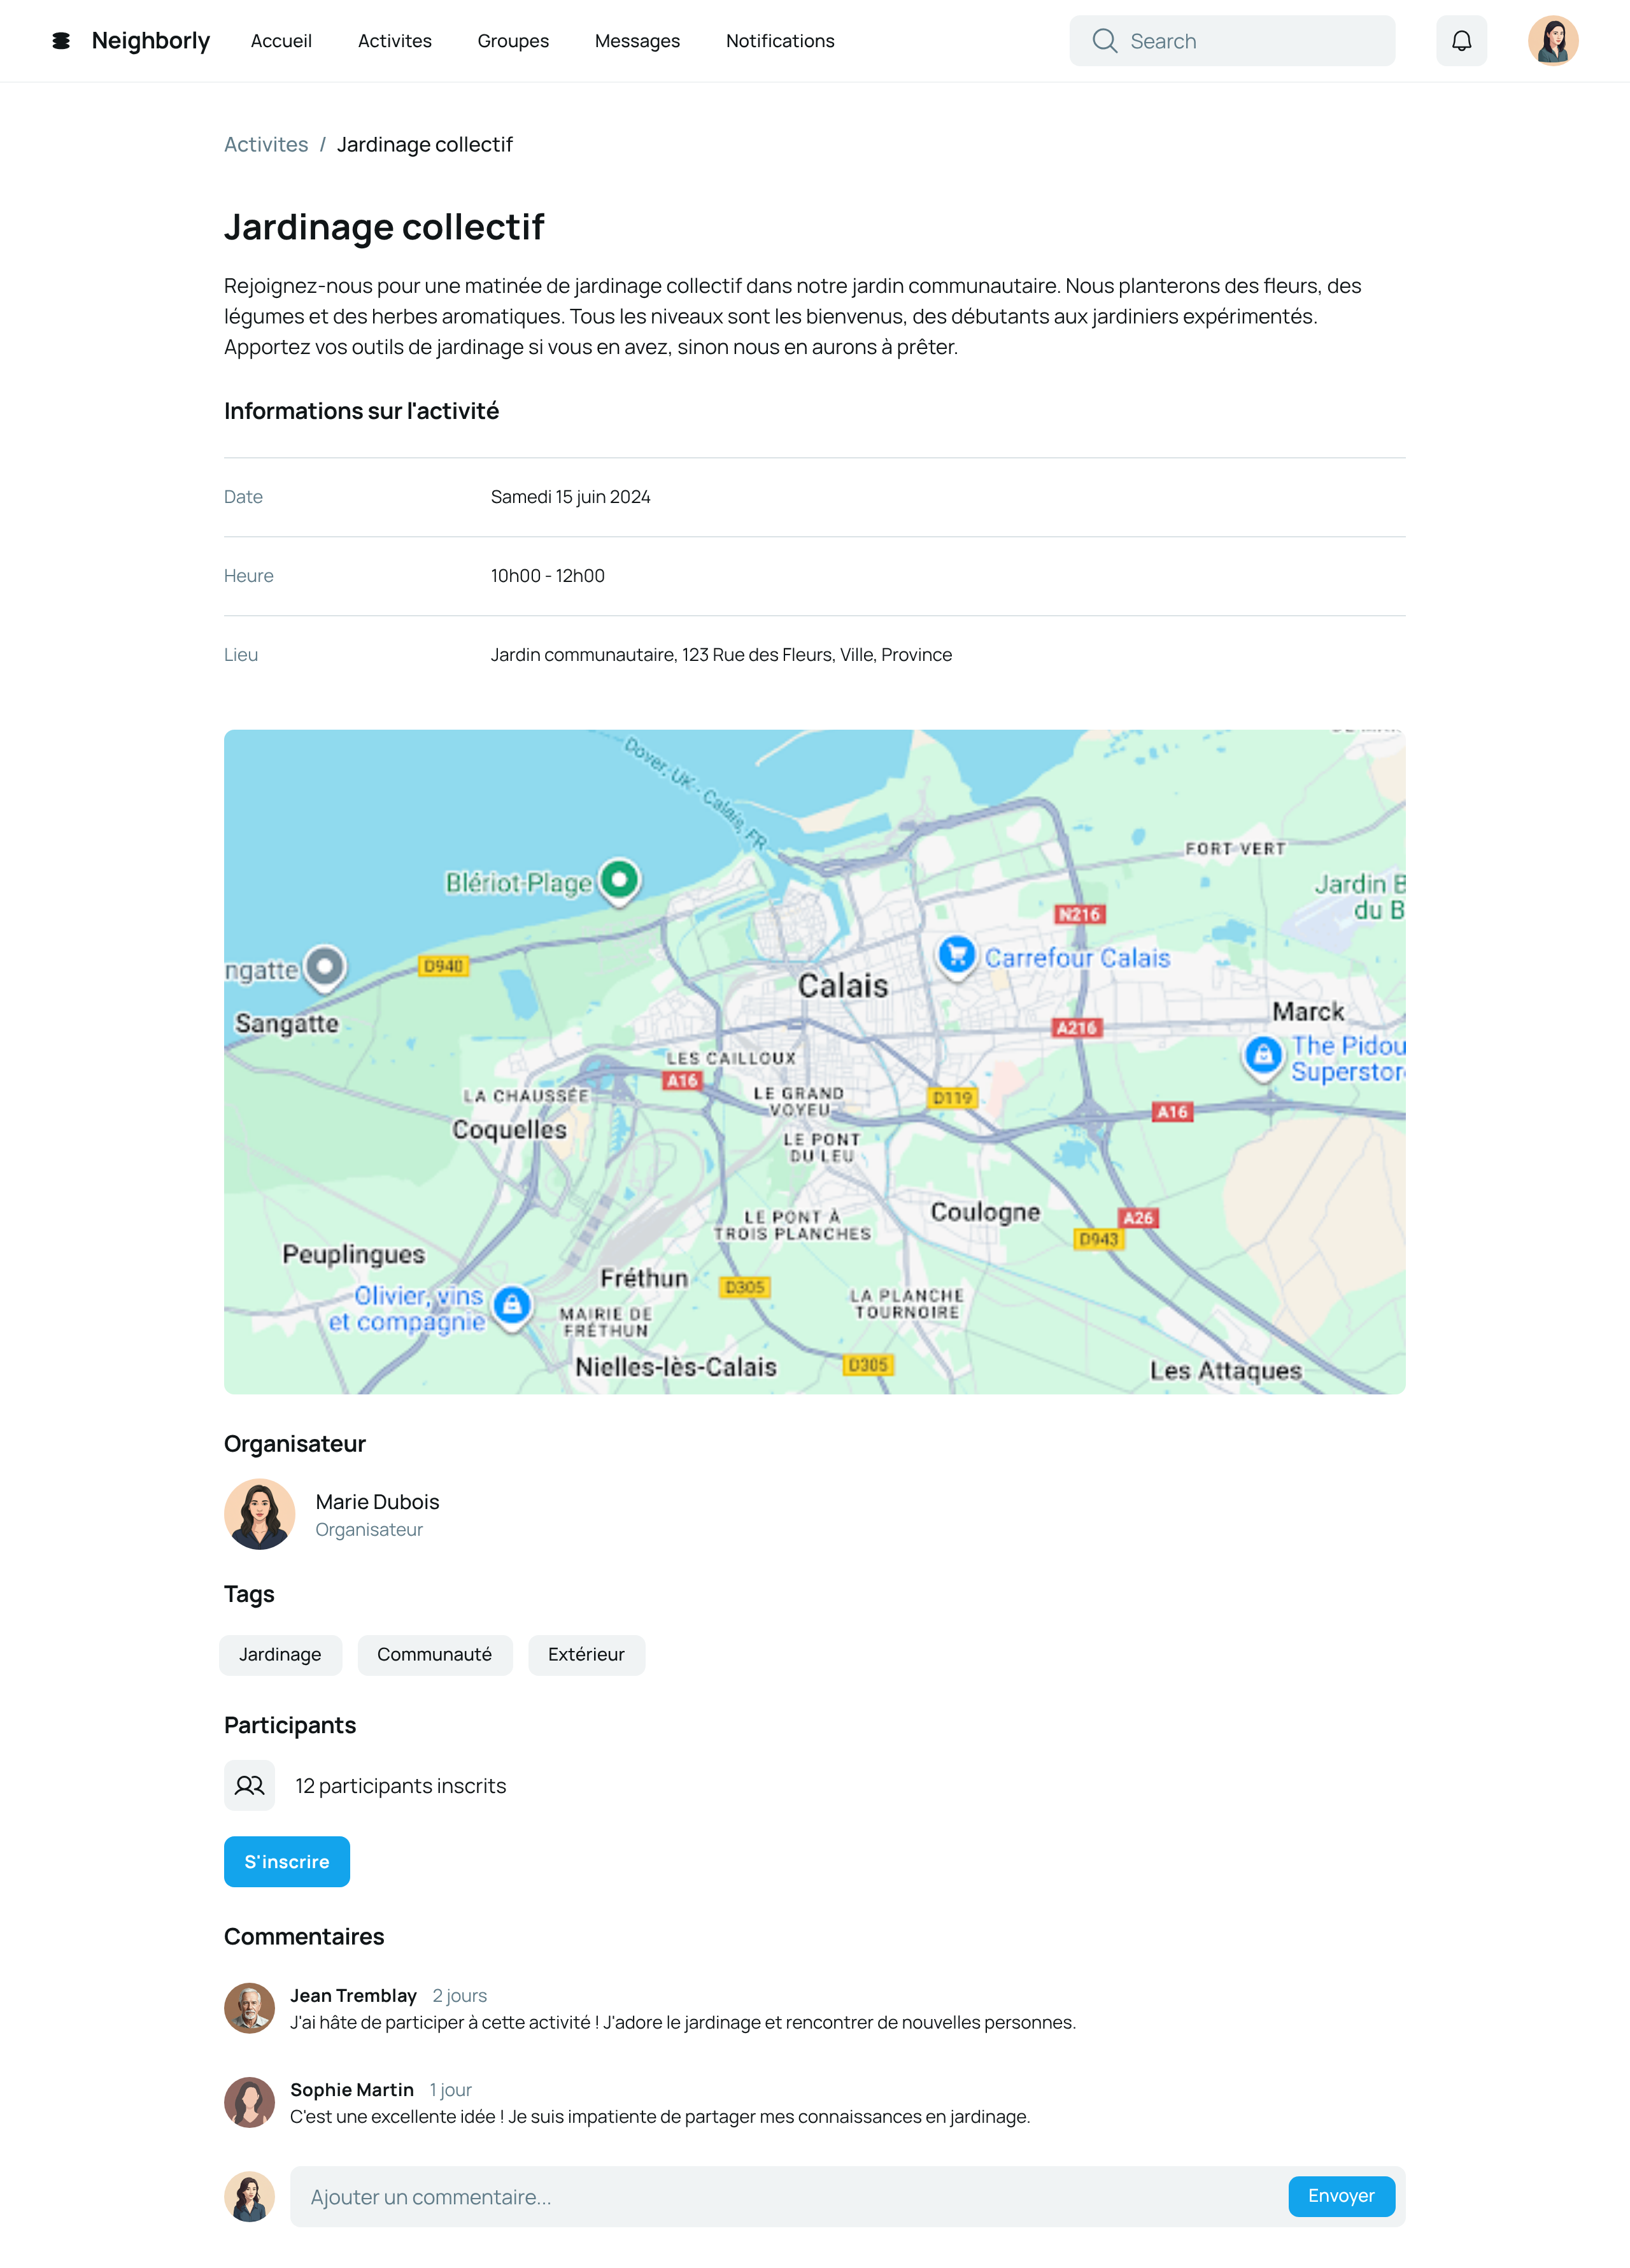 Neighborly
Accueil
Activites
Groupes
Messages
Notifications
Search
Activites / Jardinage collectif
Jardinage collectif
Rejoignez-nous pour une matinée de jardinage collectif dans notre jardin communautaire. Nous planterons des fleurs, des
légumes et des herbes aromatiques. Tous les niveaux sont les bienvenus, des débutants aux jardiniers expérimentés.
Apportez vos outils de jardinage si vous en avez, sinon nous en aurons à prêter.
Informations sur l'activité
Date
Samedi 15 juin 2024
Heure
10h00 - 12h00
Lieu
Jardin communautaire, 123 Rue des Fleurs, Ville, Province
Dover, UK - Calais, FR
FORT VERT
Blériot-Plage
Jardin B
du B
N216
D940
ngatte
Carrefour Calais
Calais
Sangatte
Marck
A216
The Pidou
Superstor
LES CAILLOUX
A16
LA CHAUSSÉE
LE GRAND
VOYEU
D119
A16
Coquelles
LE PONT
DU LEU
Coulogne
LE PONT À
TROIS PLANCHES
A26
D943
Peuplingues
Fréthun
D305
Olivier, vins
et compagnie
LA PLANCHE
TOURNOIRE
MAIRIE DE
FRÉTHUN
Nielles-lès-Calais
D305
Les Attaques
Organisateur
Marie Dubois
Organisateur
Tags
Jardinage
Communauté
Extérieur
Participants
12 participants inscrits
S'inscrire
Commentaires
Jean Tremblay 2 jours
J'ai hâte de participer à cette activité ! J'adore le jardinage et rencontrer de nouvelles personnes.
Sophie Martin 1 jour
C'est une excellente idée ! Je suis impatiente de partager mes connaissances en jardinage.
Ajouter un commentaire...
Envoyer